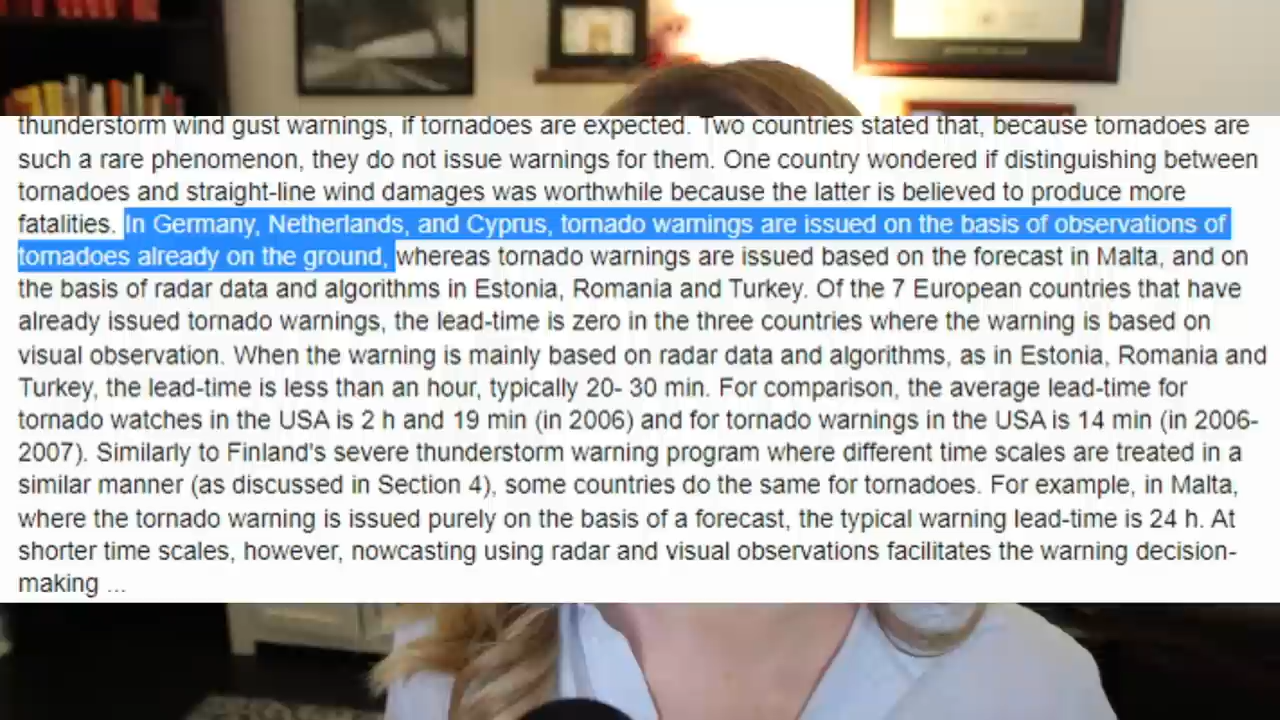 thunderstorm wind gust warnings, if tornadoes are expected. Two countries stated that, because tornadoes are
such a rare phenomenon, they do not issue warnings for them. One country wondered if distinguishing between
tornadoes and straight-line wind damages was worthwhile because the latter is believed to produce more
fatalities. In Germany, Netherlands, and Cyprus, tornado warnings are issued on the basis of observations of
tornadoes already on the ground, whereas tornado warnings are issued based on the forecast in Malta, and on
the basis of radar data and algorithms in Estonia, Romania and Turkey. Of the 7 European countries that have
already issued tornado warnings, the lead-time is zero in the three countries where the warning is based on
visual observation. When the warning is mainly based on radar data and algorithms, as in Estonia, Romania and
Turkey, the lead-time is less than an hour, typically 20- 30 min. For comparison, the average lead-time for
tornado watches in the USA is 2 h and 19 min (in 2006) and for tornado warnings in the USA is 14 min (in 2006-
2007). Similarly to Finland's severe thunderstorm warning program where different time scales are treated in a
similar manner (as discussed in Section 4), some countries do the same for tornadoes. For example, in Malta,
where the tornado warning is issued purely on the basis of a forecast, the typical warning lead-time is 24 h. At
shorter time scales, however, nowcasting using radar and visual observations facilitates the warning decision-
making ...